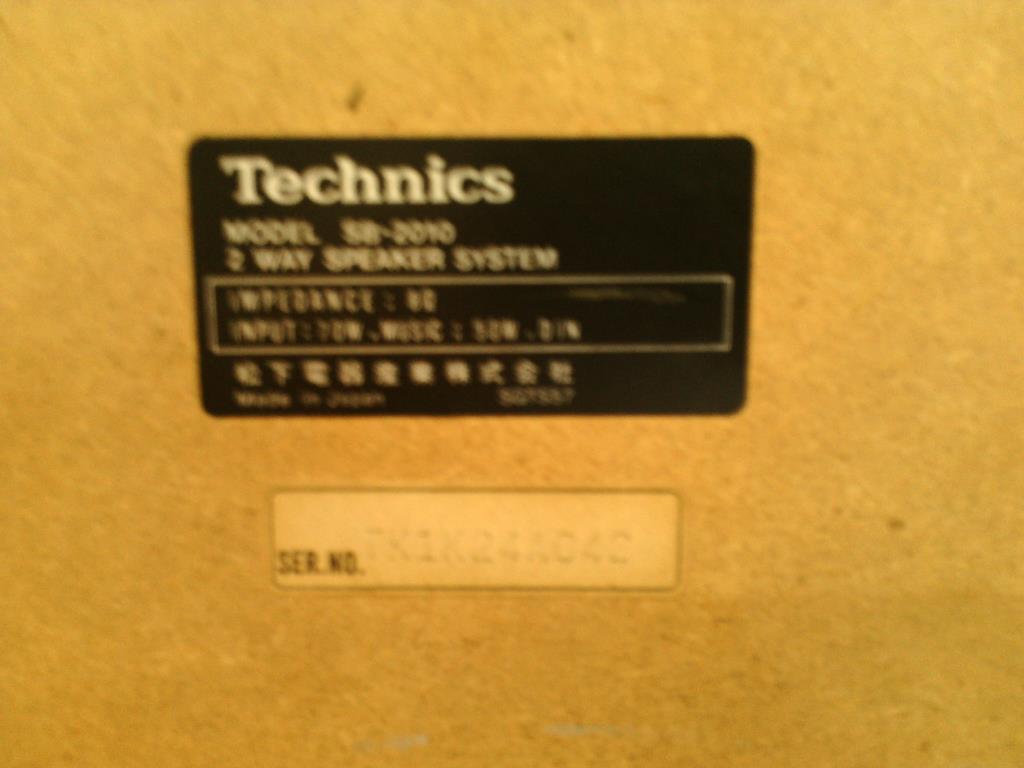 Technics
MODEL SB-2010
2 WAY SPEAKER SYSTEM
IMPEDANCE:
INPUT:70W.MUSIC:50W.DIN
松下電器産業株式会社
Made in Japan
SER.NO.